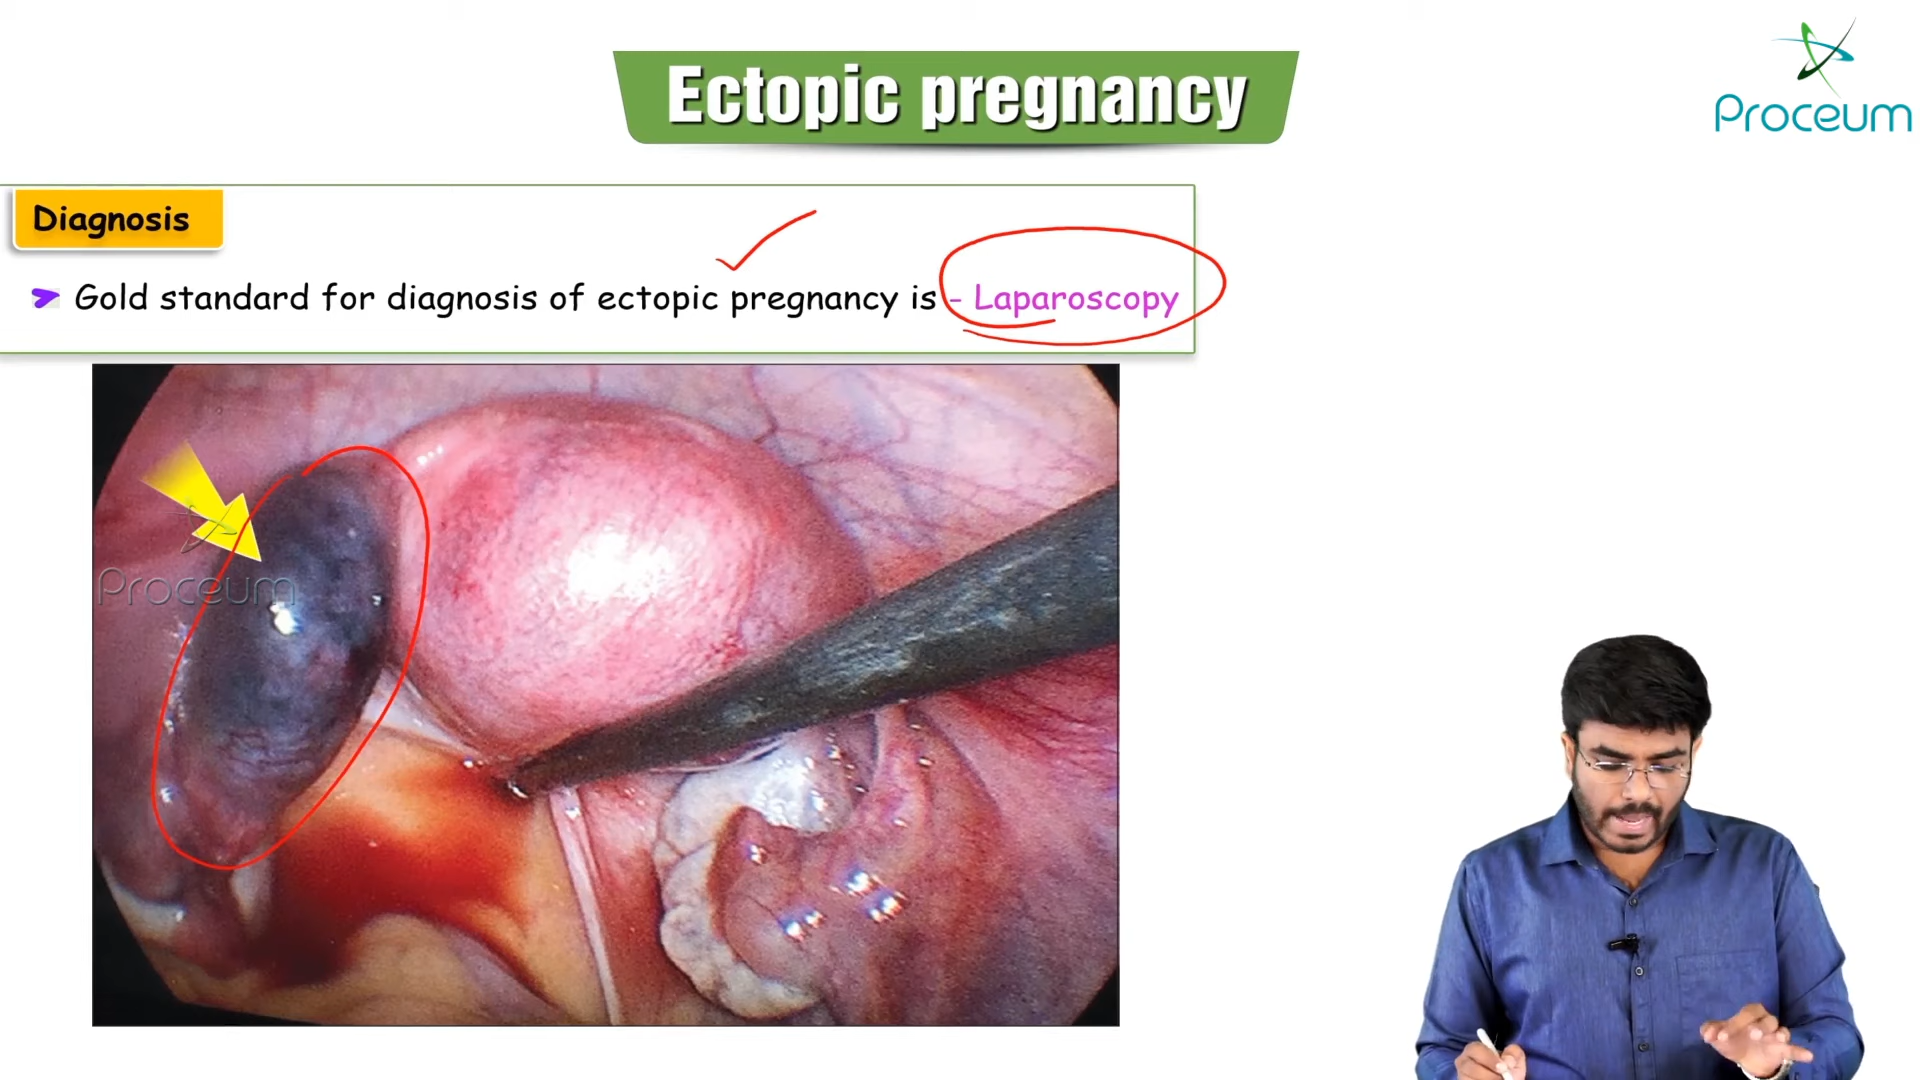 Ectopic pregnancy
Proceum
Diagnosis
Gold standard for diagnosis of ectopic pregnancy is - Laparoscopy
Proceum